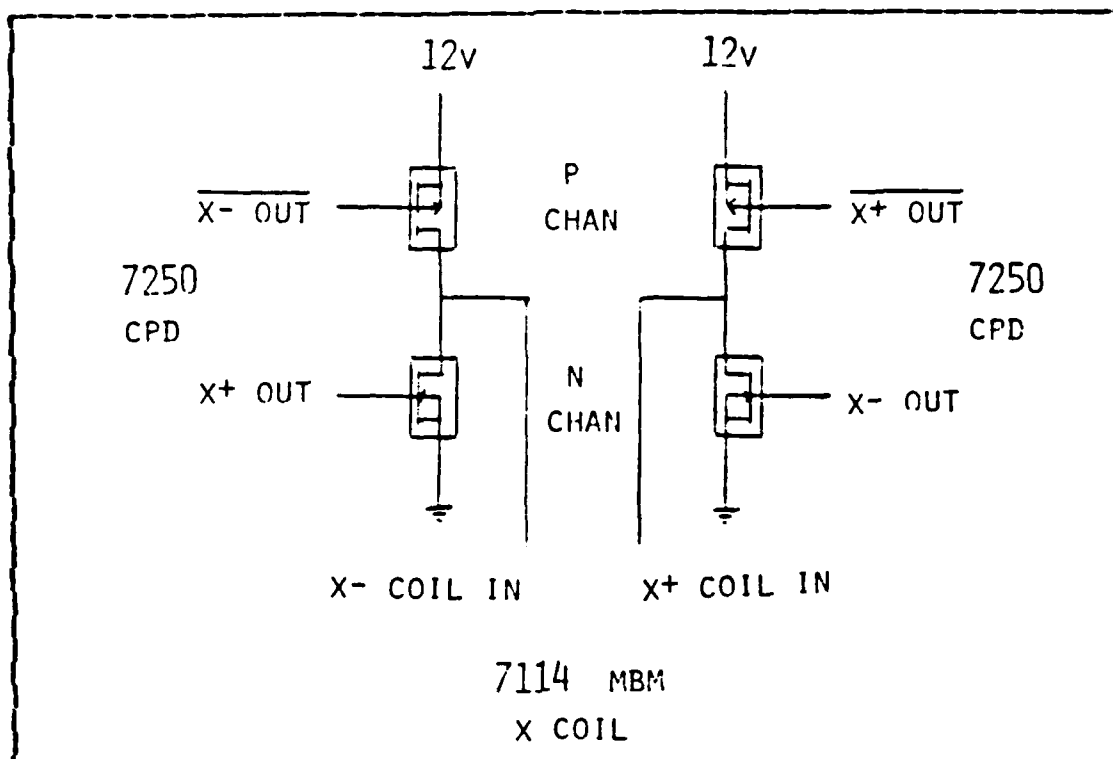 12v 12v
X- OUT P X+ OUT
CHAN
7250 7250
CPD CPD
X+ OUT N X- OUT
CHAN
X- COIL IN X+ COIL IN
7114 MBM
X COIL